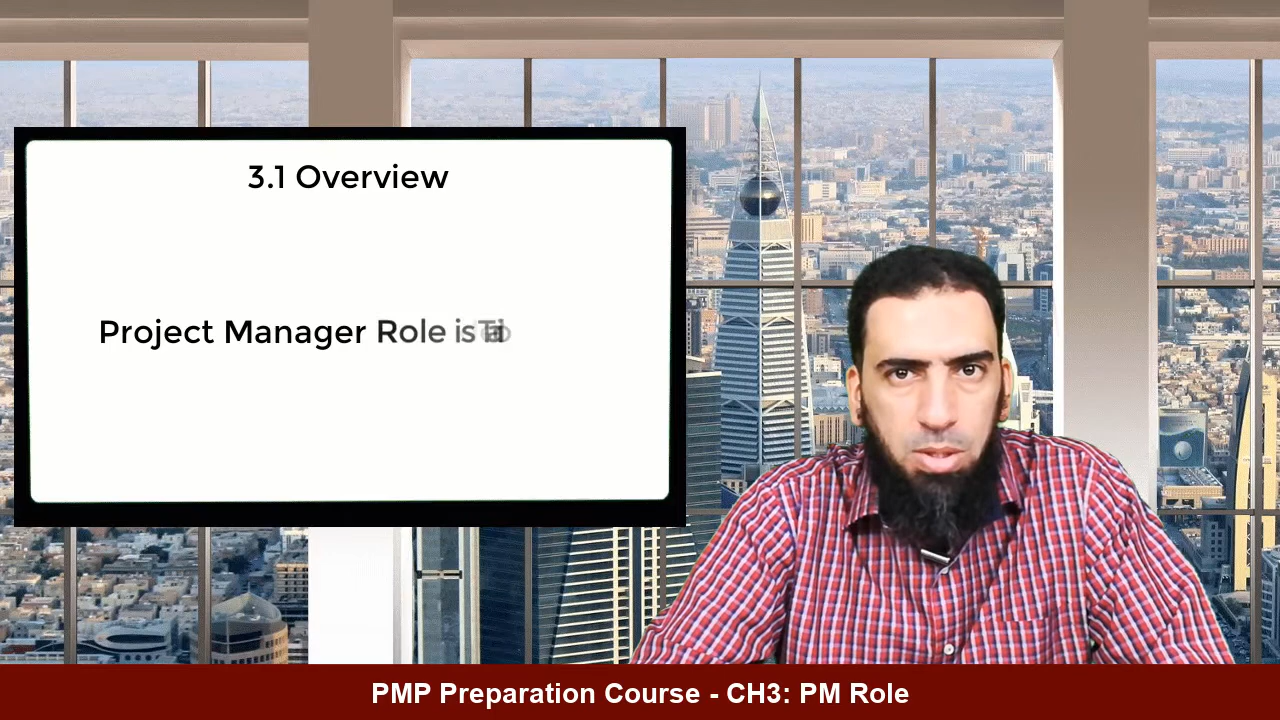 3.1 Overview
Project Manager Role is
PMP Preparation Course - CH3: PM Role